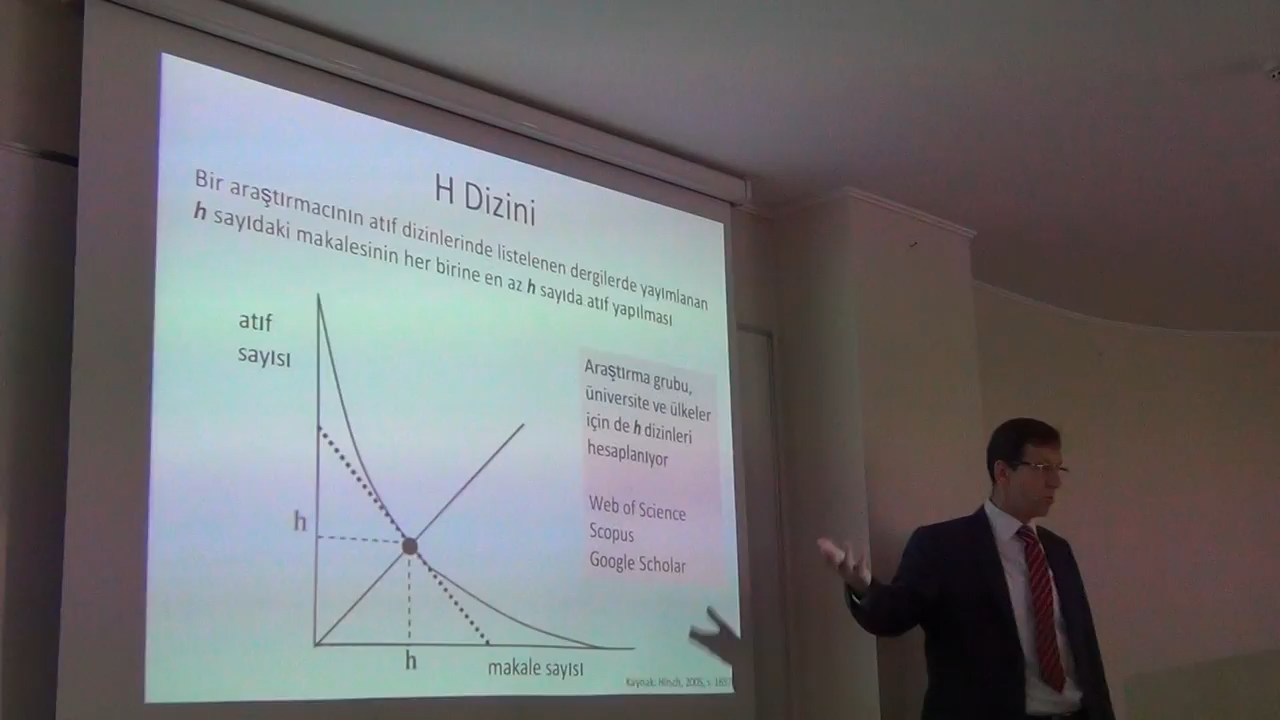 H Dizini
Bir araştırmacının atıf dizinlerinde listelenen dergilerde yayımlanan
h sayıdaki makalesinin her birine en az h sayıda atıf yapılması
atıf
sayısı
Araştırma grubu,
üniversite ve ülkeler
için de h dizinleri
hesaplanıyor
Web of Science
Scopus
Google Scholar
h
h
makale sayısı
Kaynak: Hirsch, 2005, s.